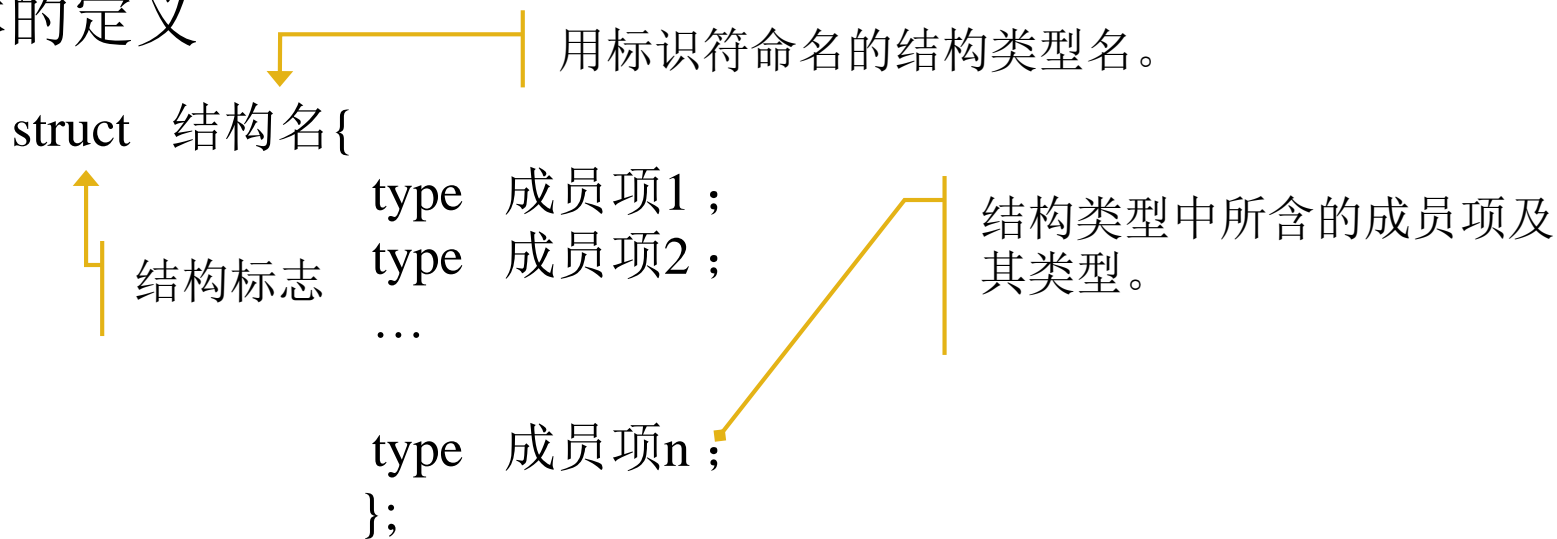 的定义
用标识符命名的结构类型名。
struct 结构名{
type 成员项1；
type 成员项2；
结构标志
…
结构类型中所含的成员项及
其类型。
type 成员项n；
};